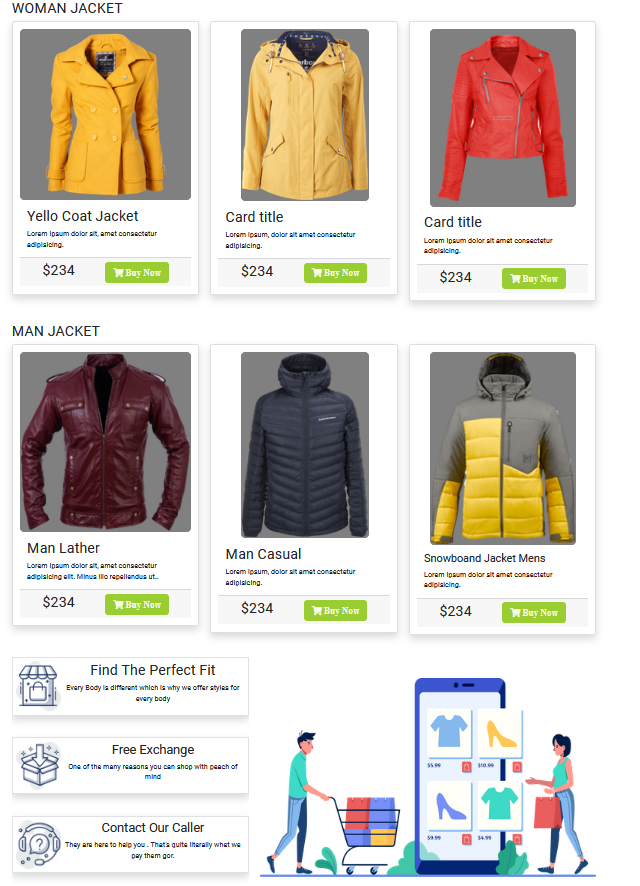 WOMAN JACKET
Yello Coat Jacket
Lorem ipsum dolor sit, amet consectetur
adipisicing.
$234
Buy Now
Card title
Lorem ipsum, dolor sit amet consectetur
adipisicing.
$234
Buy Now
Card title
Lorem ipsum dolor sit amet consectetur
adipisicing.
$234
Buy Now
MAN JACKET
Man Lather
Lorem ipsum dolor sit, amet consectetur
adipisicing elit. Minus illo repellendus ut..
$234
Buy Now
Man Casual
Lorem ipsum, dolor sit amet consectetur
adipisicing.
$234
Buy Now
Snowboand Jacket Mens
Lorem ipsum dolor sit amet consectetur
adipisicing.
$234
Buy Now
Find The Perfect Fit
Every Body is different which is why we offer styles for
every body
Free Exchange
One of the many reasons you can shop with peach of
mind
Contact Our Caller
They are here to help you . That's quite literally what we
pay them gor.
$5.99
$10.99
$9.99
$4.99